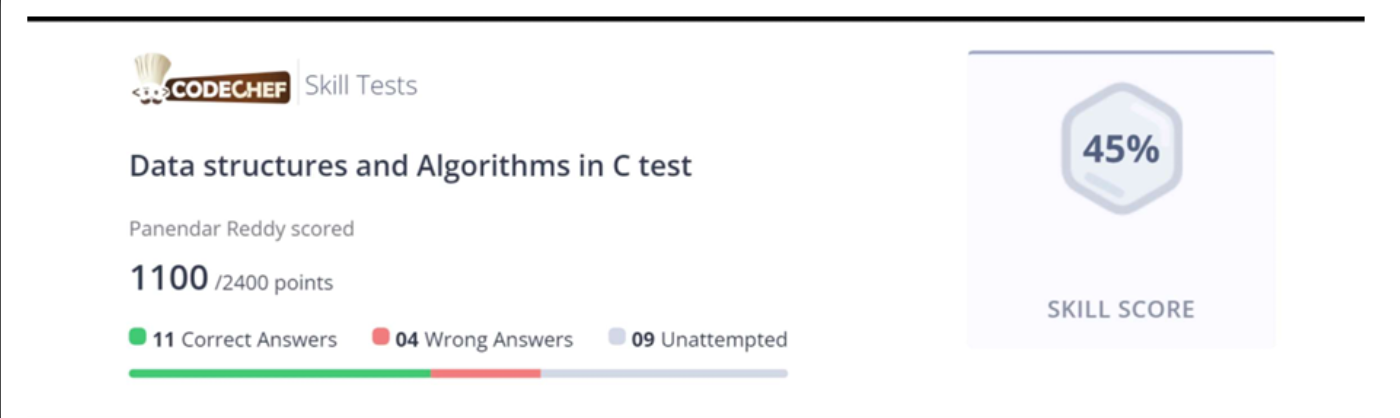 CODECHEF Skill Tests
Data structures and Algorithms in C test
Panendar Reddy scored
1100 /2400 points
11 Correct Answers 04 Wrong Answers 09 Unattempted
45%
SKILL SCORE